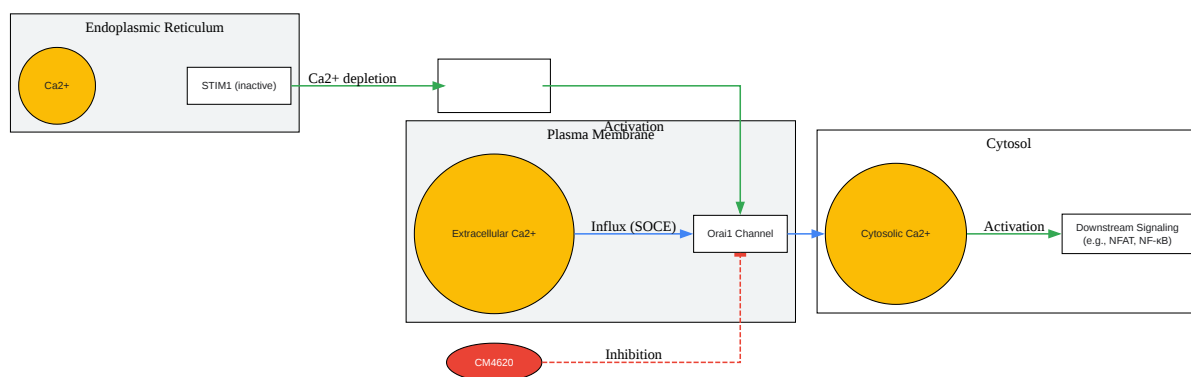 Endoplasmic Reticulum
Ca2+
STIM1 (inactive)
Ca2+ depletion
Activation
Plasma Membrane
Extracellular Ca2+
Influx (SOCE)
Orai1 Channel
Cytosol
Cytosolic Ca2+
Activation
Downstream Signaling
(e.g., NFAT, NF-κB)
CM4620
Inhibition